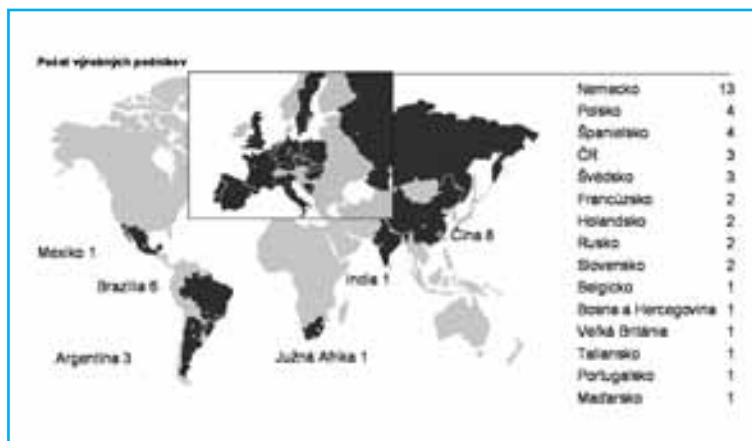 Počet výrobných podnikov
Nemecko 13
Poľsko 4
Španielsko 4
ČR 3
Švédsko 3
Francúzsko 2
Holandsko 2
Rusko 2
Slovensko 2
Belgicko 1
Bosna a Hercegovina 1
Veľká Británia 1
Taliansko 1
Portugalsko 1
Maďarsko 1
Mexiko 1
Brazília 6
Argentína 3
Južná Afrika 1
India 1
Čína 8